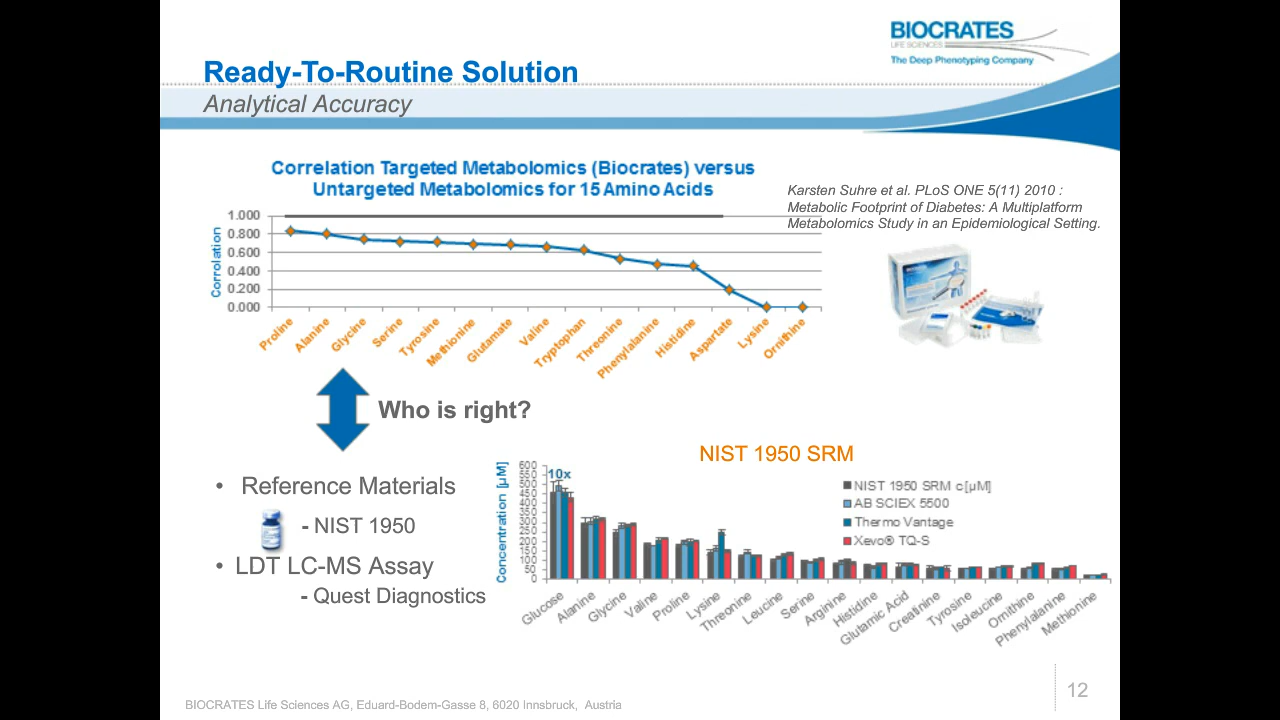 BIOCRATES
LIFE SCIENCES
The Deep Phenotyping Company
Ready-To-Routine Solution
Analytical Accuracy
Correlation Targeted Metabolomics (Biocrates) versus
Untargeted Metabolomics for 15 Amino Acids
Karsten Suhre et al. PLoS ONE 5(11) 2010 :
Metabolic Footprint of Diabetes: A Multiplatform
Metabolomics Study in an Epidemiological Setting.
Correlation
1.000
0.800
0.600
0.400
0.200
0.000
Proline
Alanine
Glycine
Serine
Tyrosine
Methionine
Glutamate
Valine
Tryptophan
Threonine
Phenylalanine
Histidine
Aspartate
Lysine
Ornithine
Who is right?
• Reference Materials
- NIST 1950
• LDT LC-MS Assay
- Quest Diagnostics
NIST 1950 SRM
Concentration [µM]
600
550
500
450
400
350
300
250
200
150
100
50
0
10x
NIST 1950 SRM c [µM]
AB SCIEX 5500
Thermo Vantage
Xevo® TQ-S
Glucose
Alanine
Glycine
Valine
Proline
Lysine
Threonine
Leucine
Serine
Arginine
Histidine
Glutamic Acid
Creatinine
Tyrosine
Isoleucine
Ornithine
Phenylalanine
Methionine
BIOCRATES Life Sciences AG, Eduard-Bodem-Gasse 8, 6020 Innsbruck, Austria
12